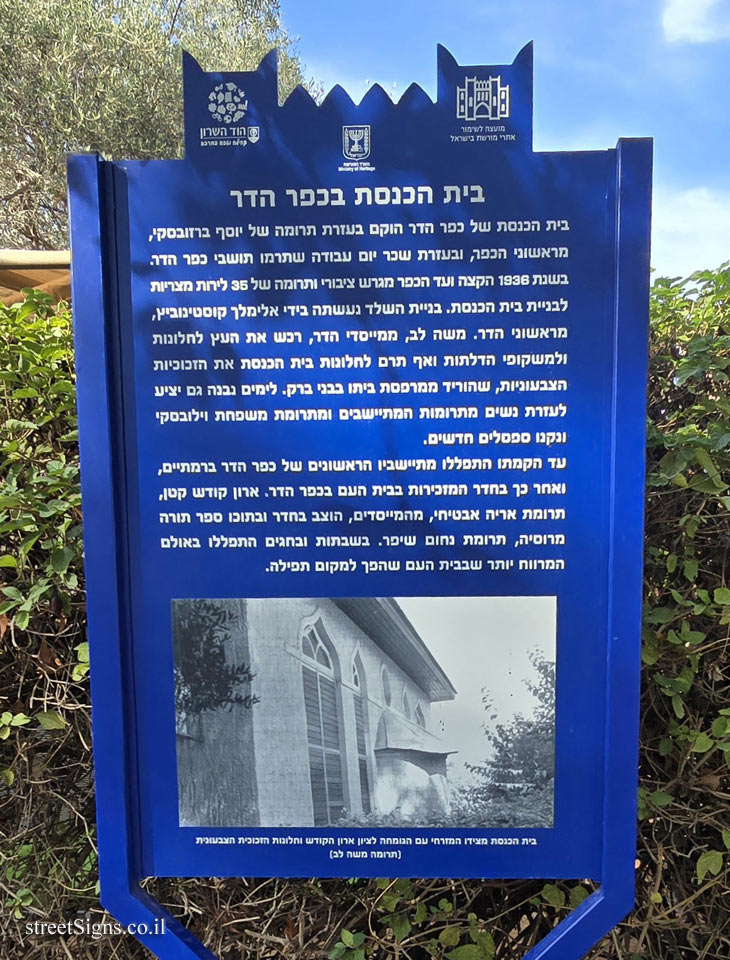 הוד השרון
מועצה לשימור
אתרי מורשת בישראל
משרד המורשת
Ministry of Heritage
בית הכנסת בכפר הדר
בית הכנסת של כפר הדר הוקם בעזרת תרומה של יוסף ברזובסקי,
מראשוני הכפר, ובעזרת שכר יום עבודה שתרמו תושבי כפר הדר.
בשנת 1936 הקצה ועד הכפר מגרש ציבורי ותרומה של 35 לירות מצריות
לבניית בית הכנסת. בניית השלד נעשתה בידי אלימלך קוסטינוביץ,
מראשוני הדר. משה לב, ממייסדי הדר, רכש את העץ לחלונות
ולמשקופי הדלתות ואף תרם לחלונות בית הכנסת את הזכוכיות
הצבעוניות, שהוריד ממרפסת ביתו בבני ברק. לימים נבנה גם יציע
לעזרת נשים מתרומות המתיישבים ומתרומת משפחת וילובסקי
ונקנו ספסלים חדשים.
עד הקמתו התפללו מתיישביו הראשונים של כפר הדר ברמתיים,
ואחר כך בחדר המזכירות בבית העם בכפר הדר. ארון קודש קטן,
תרומת אריה אבטיחי, מהמייסדים, הוצב בחדר ובתוכו ספר תורה
מרוסיה, תרומת נחום שיפר. בשבתות ובחגים התפללו באולם
המרווח יותר שבבית העם שהפך למקום תפילה.
בית הכנסת מצידו המזרחי עם הגומחה לציון ארון הקודש וחלונות הזכוכית הצבעונית
(תרומה משה לב)
streetSigns.co.il